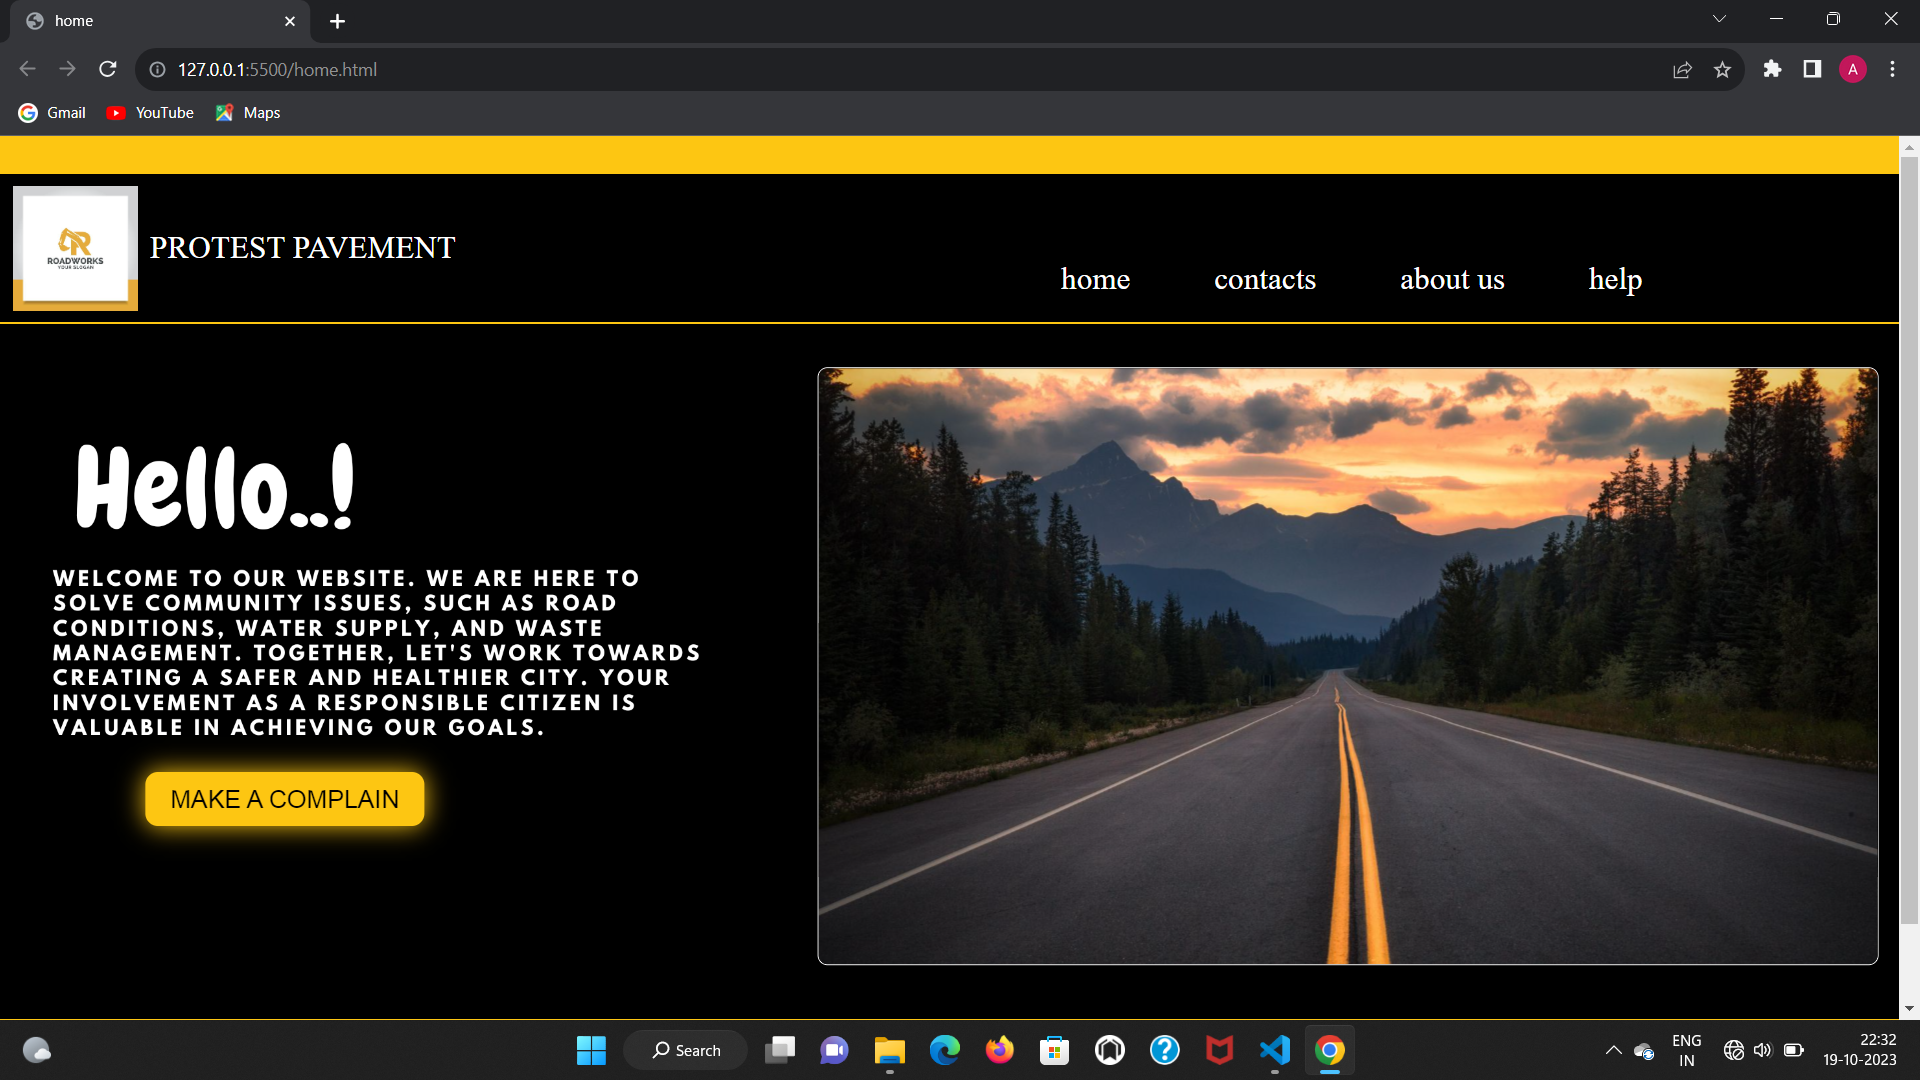 home
127.0.0.1:5500/home.html
A
Gmail
YouTube
Maps
R
ROADWORKS
YOUR SLOGAN
PROTEST PAVEMENT
home
contacts
about us
help
Hello..!
WELCOME TO OUR WEBSITE. WE ARE HERE TO
SOLVE COMMUNITY ISSUES, SUCH AS ROAD
CONDITIONS, WATER SUPPLY, AND WASTE
MANAGEMENT. TOGETHER, LET'S WORK TOWARDS
CREATING A SAFER AND HEALTHIER CITY. YOUR
INVOLVEMENT AS A RESPONSIBLE CITIZEN IS
VALUABLE IN ACHIEVING OUR GOALS.
MAKE A COMPLAIN
Search
ENG
IN
22:32
19-10-2023